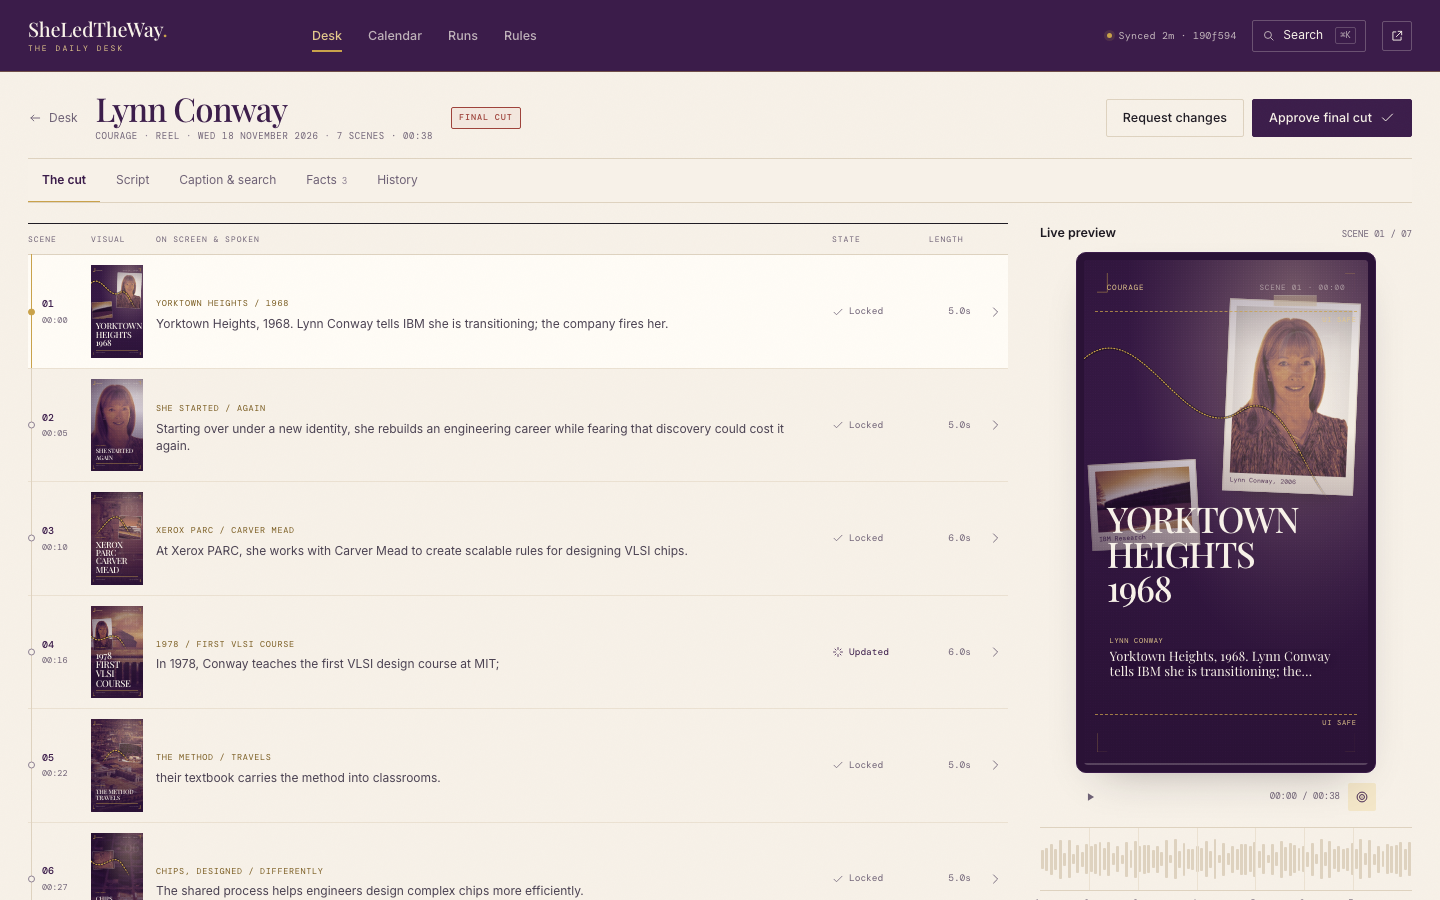 SheLedTheWay.
THE DAILY DESK
Desk
Calendar
Runs
Rules
Synced 2m · 190f594
Search
⌘K
← Desk
Lynn Conway
COURAGE · REEL · WED 18 NOVEMBER 2026 · 7 SCENES · 00:38
FINAL CUT
Request changes
Approve final cut
The cut
Script
Caption & search
Facts 3
History
SCENE
VISUAL
ON SCREEN & SPOKEN
STATE
LENGTH
01
00:00
YORKTOWN
HEIGHTS
1968
YORKTOWN HEIGHTS / 1968
Yorktown Heights, 1968. Lynn Conway tells IBM she is transitioning; the company fires her.
Locked
5.0s
02
00:05
SHE STARTED
AGAIN
SHE STARTED / AGAIN
Starting over under a new identity, she rebuilds an engineering career while fearing that discovery could cost it
again.
Locked
5.0s
03
00:10
XEROX
PARC
CARVER
MEAD
XEROX PARC / CARVER MEAD
At Xerox PARC, she works with Carver Mead to create scalable rules for designing VLSI chips.
Locked
6.0s
04
00:16
1978
FIRST
VLSI
COURSE
1978 / FIRST VLSI COURSE
In 1978, Conway teaches the first VLSI design course at MIT;
Updated
6.0s
05
00:22
THE METHOD
TRAVELS
THE METHOD / TRAVELS
their textbook carries the method into classrooms.
Locked
5.0s
06
00:27
CHIPS, DESIGNED / DIFFERENTLY
The shared process helps engineers design complex chips more efficiently.
Locked
5.0s
Live preview
SCENE 01 / 07
COURAGE
SCENE 01 · 00:00
Lynn Conway, 2006
IBM Research
YORKTOWN
HEIGHTS
1968
LYNN CONWAY
Yorktown Heights, 1968. Lynn Conway
tells IBM she is transitioning; the...
UI SAFE
00:00 / 00:38